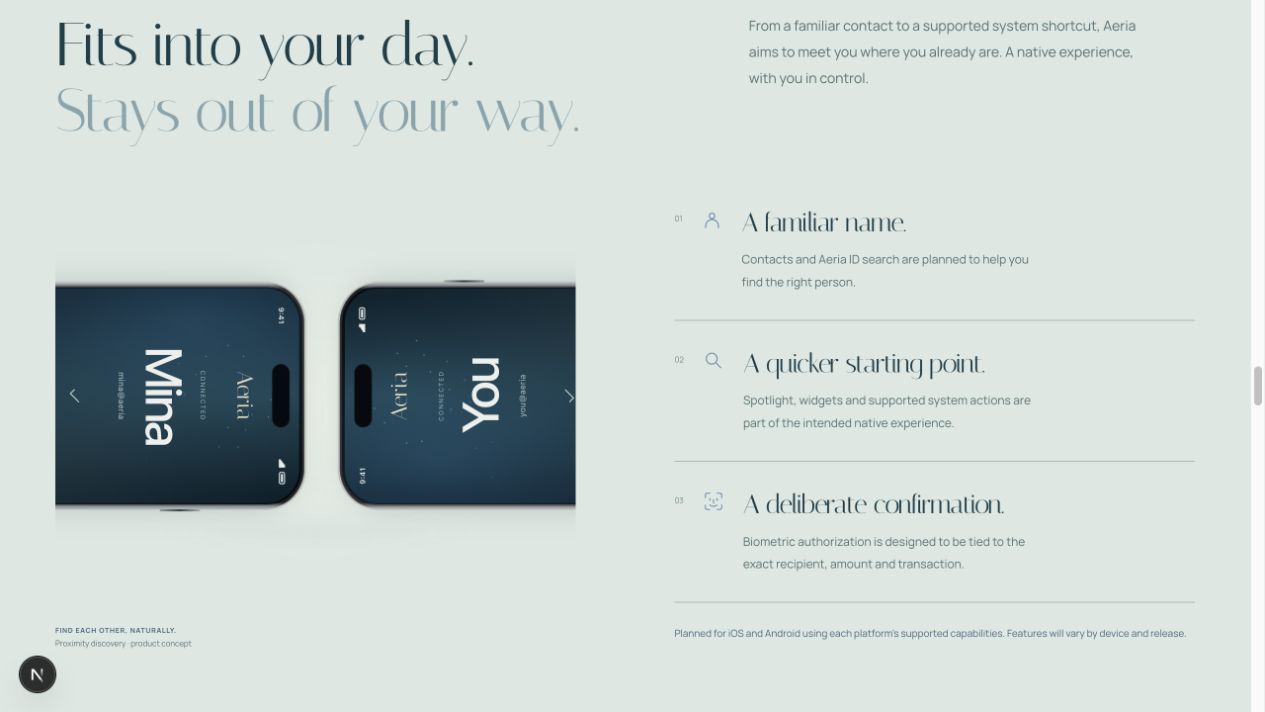 Fits into your day.
Stays out of your way.
From a familiar contact to a supported system shortcut, Aeria
aims to meet you where you already are. A native experience,
with you in control.
9:41
Aeria
CONNECTED
Mina
mina@aeria
9:41
Aeria
CONNECTED
You
you@aeria
FIND EACH OTHER, NATURALLY.
Proximity discovery · product concept
01
A familiar name.
Contacts and Aeria ID search are planned to help you
find the right person.
02
A quicker starting point.
Spotlight, widgets and supported system actions are
part of the intended native experience.
03
A deliberate confirmation.
Biometric authorization is designed to be tied to the
exact recipient, amount and transaction.
Planned for iOS and Android using each platform's supported capabilities. Features will vary by device and release.
N